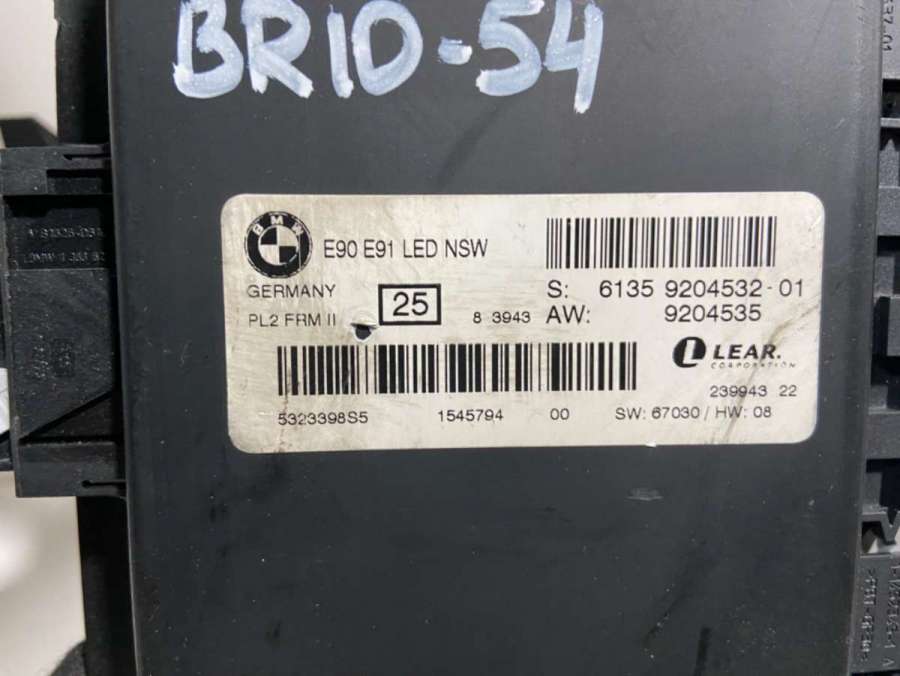 BR10-54
BMW
E90 E91 LED NSW
GERMANY
25
PL2 FRM II
8 3943
S: 6135 9204532-01
AW: 9204535
LEAR.
CORPORATION
239943 22
5323398S5 1545794 00 SW: 67030 / HW: 08